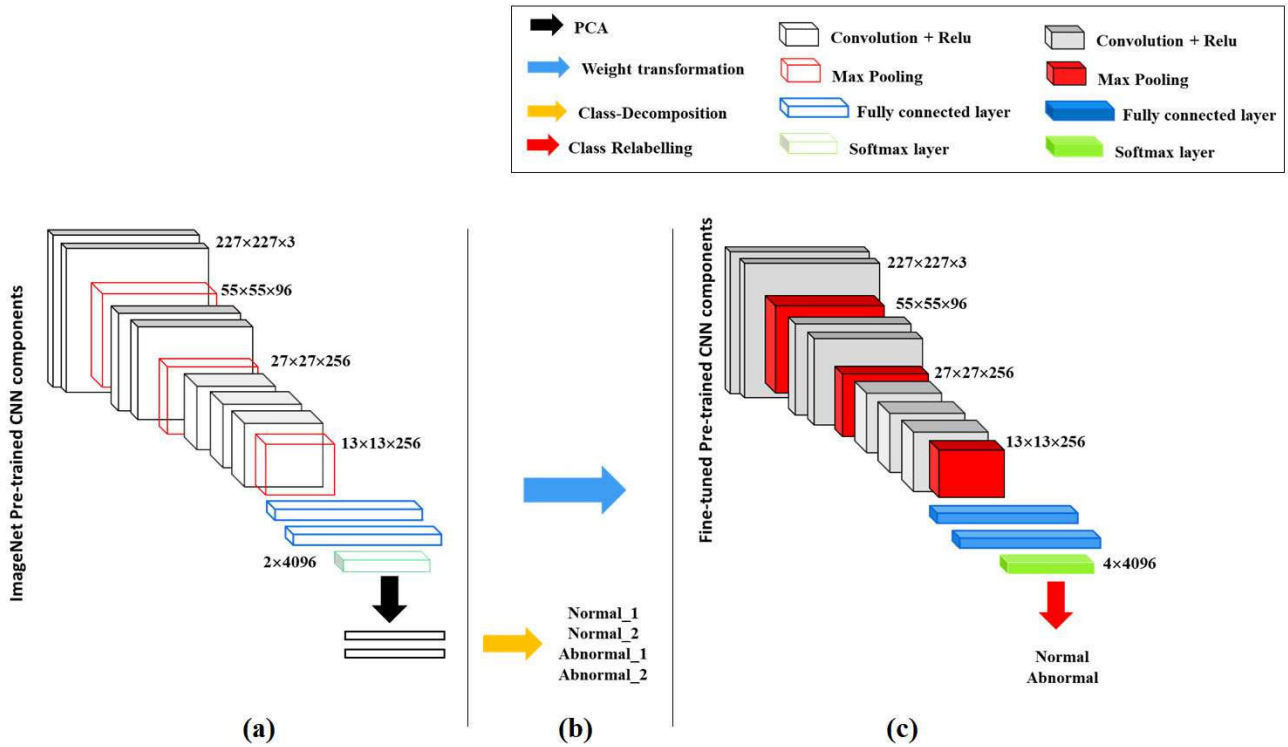 PCA
Weight transformation
Class-Decomposition
Class Relabelling
Convolution + Relu
Max Pooling
Fully connected layer
Softmax layer
Convolution + Relu
Max Pooling
Fully connected layer
Softmax layer
ImageNet Pre-trained CNN components
227×227×3
55×55×96
27×27×256
13×13×256
2×4096
Normal_1
Normal_2
Abnormal_1
Abnormal_2
Fine-tuned Pre-trained CNN components
227×227×3
55×55×96
27×27×256
13×13×256
4×4096
Normal
Abnormal
(a)
(b)
(c)